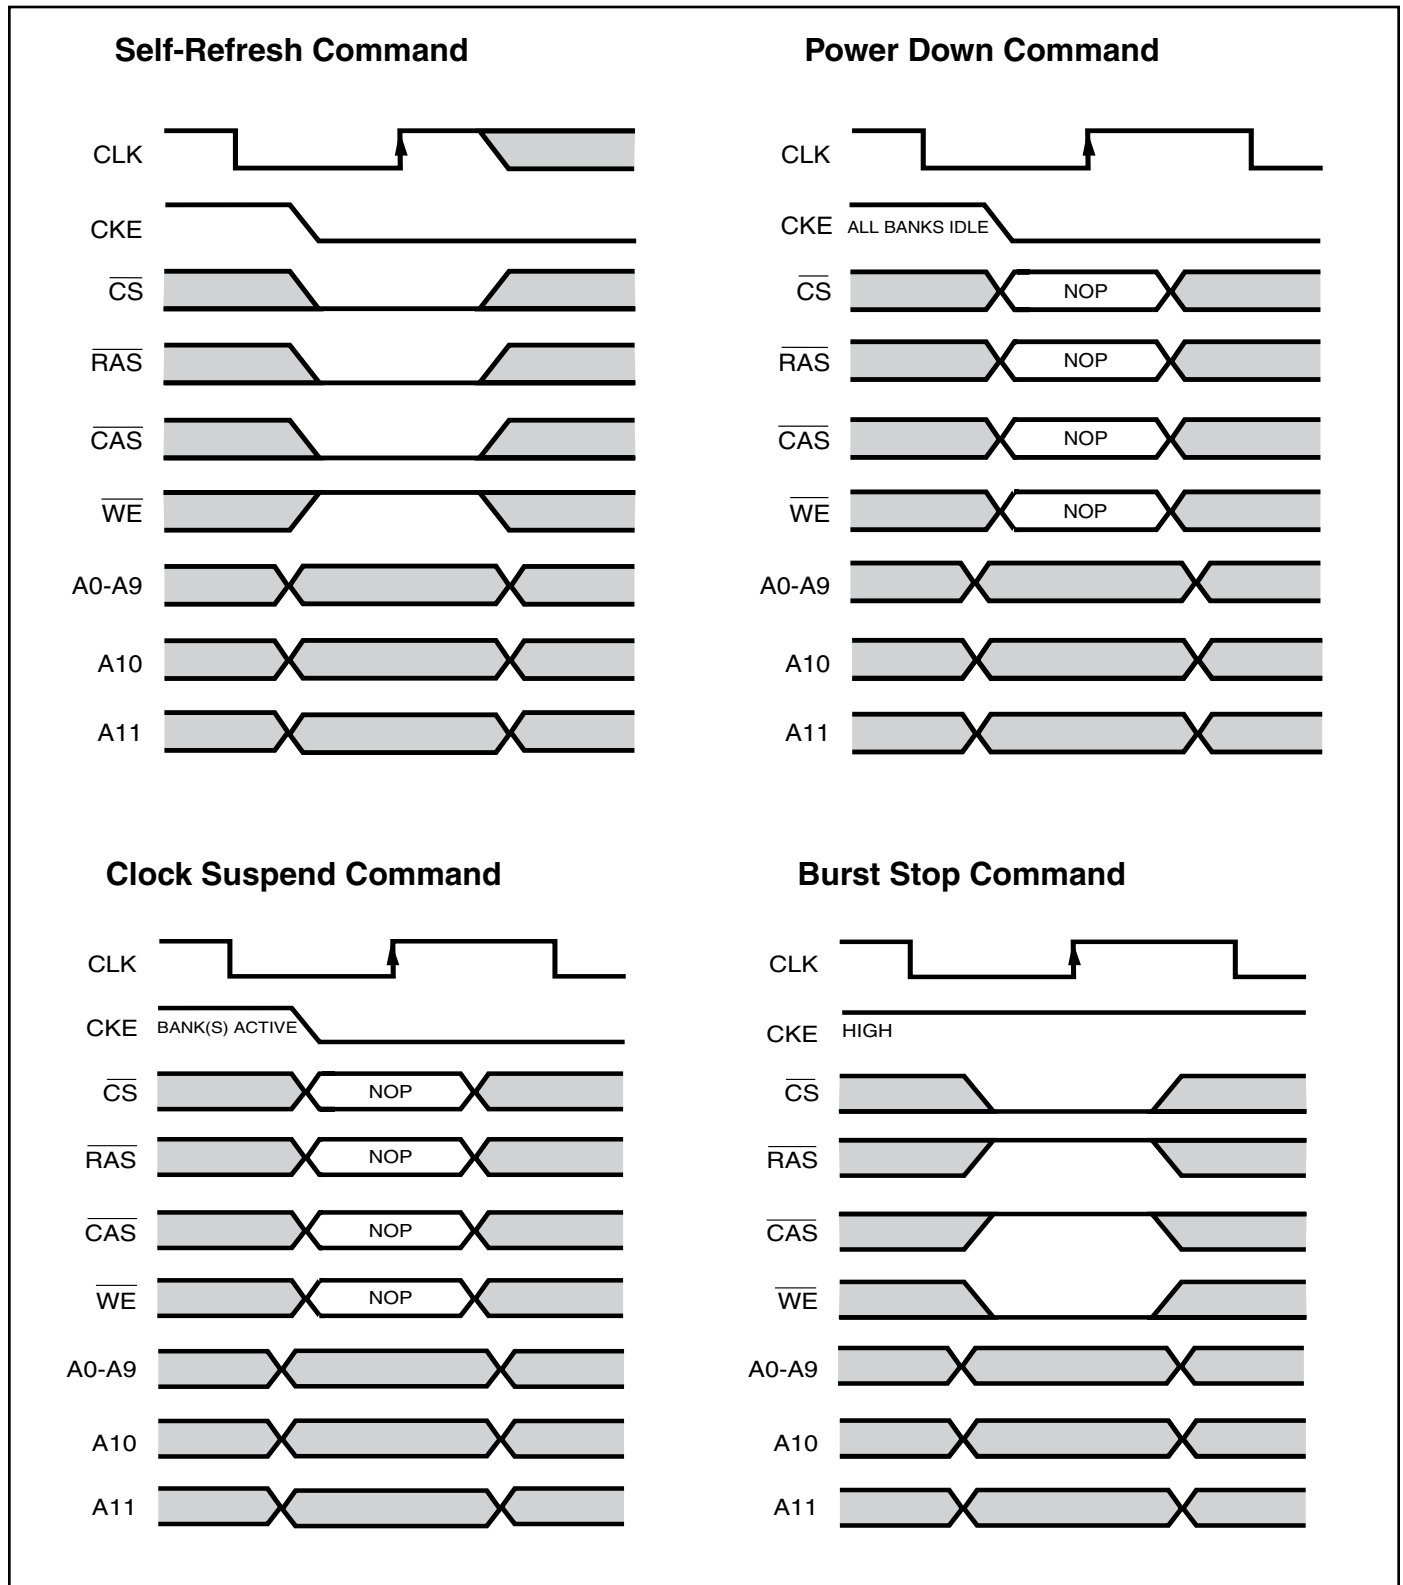 Self-Refresh Command
CLK
CKE
CS
RAS
CAS
WE
A0-A9
A10
A11
Power Down Command
CLK
CKE ALL BANKS IDLE
CS NOP
RAS NOP
CAS NOP
WE NOP
A0-A9
A10
A11
Clock Suspend Command
CLK
CKE BANK(S) ACTIVE
CS NOP
RAS NOP
CAS NOP
WE NOP
A0-A9
A10
A11
Burst Stop Command
CLK
CKE HIGH
CS
RAS
CAS
WE
A0-A9
A10
A11